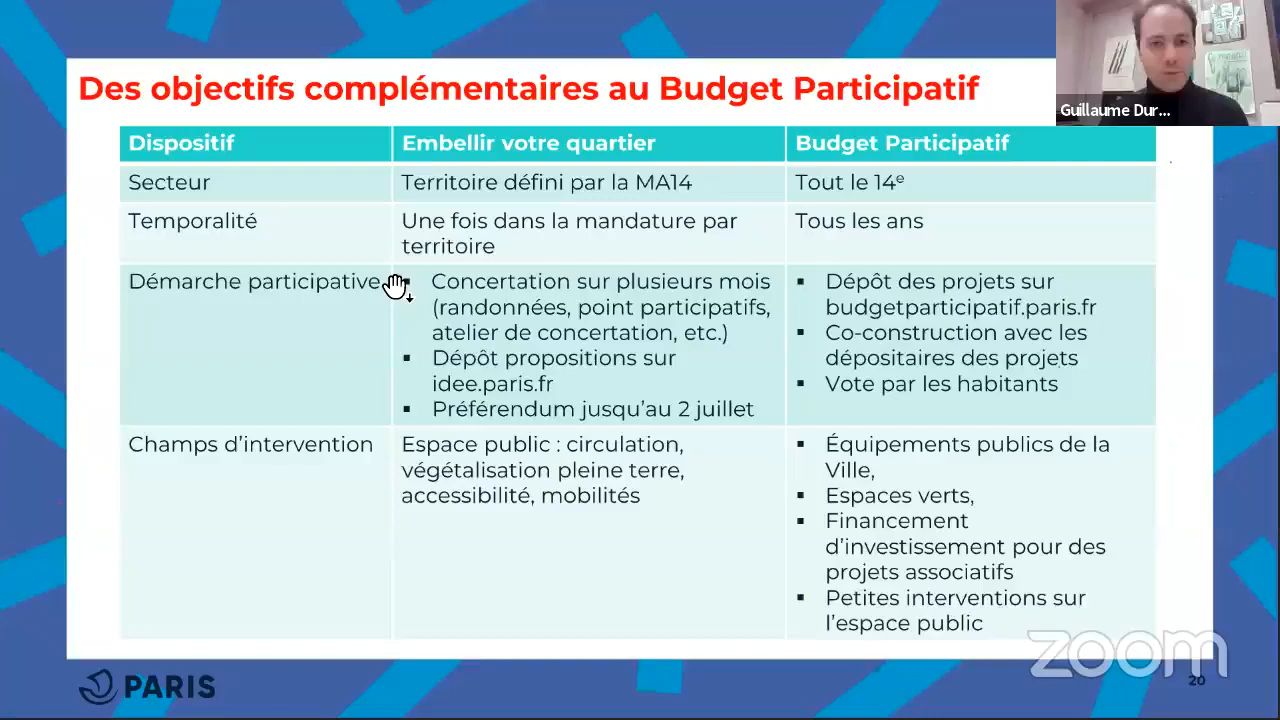 Des objectifs complémentaires au Budget Participatif
Guillaume Dur...
Dispositif
Embellir votre quartier
Budget Participatif
Secteur
Territoire défini par la MA14
Tout le 14e
Temporalité
Une fois dans la mandature par
territoire
Tous les ans
Démarche participative
▪ Concertation sur plusieurs mois
(randonnées, point participatifs,
atelier de concertation, etc.)
▪ Dépôt propositions sur
idee.paris.fr
▪ Préférendum jusqu'au 2 juillet
▪ Dépôt des projets sur
budgetparticipatif.paris.fr
▪ Co-construction avec les
dépositaires des projets
▪ Vote par les habitants
Champs d'intervention
Espace public : circulation,
végétalisation pleine terre,
accessibilité, mobilités
▪ Équipements publics de la
Ville,
▪ Espaces verts,
▪ Financement
d'investissement pour des
projets associatifs
▪ Petites interventions sur
l'espace public
zoom
PARIS
20